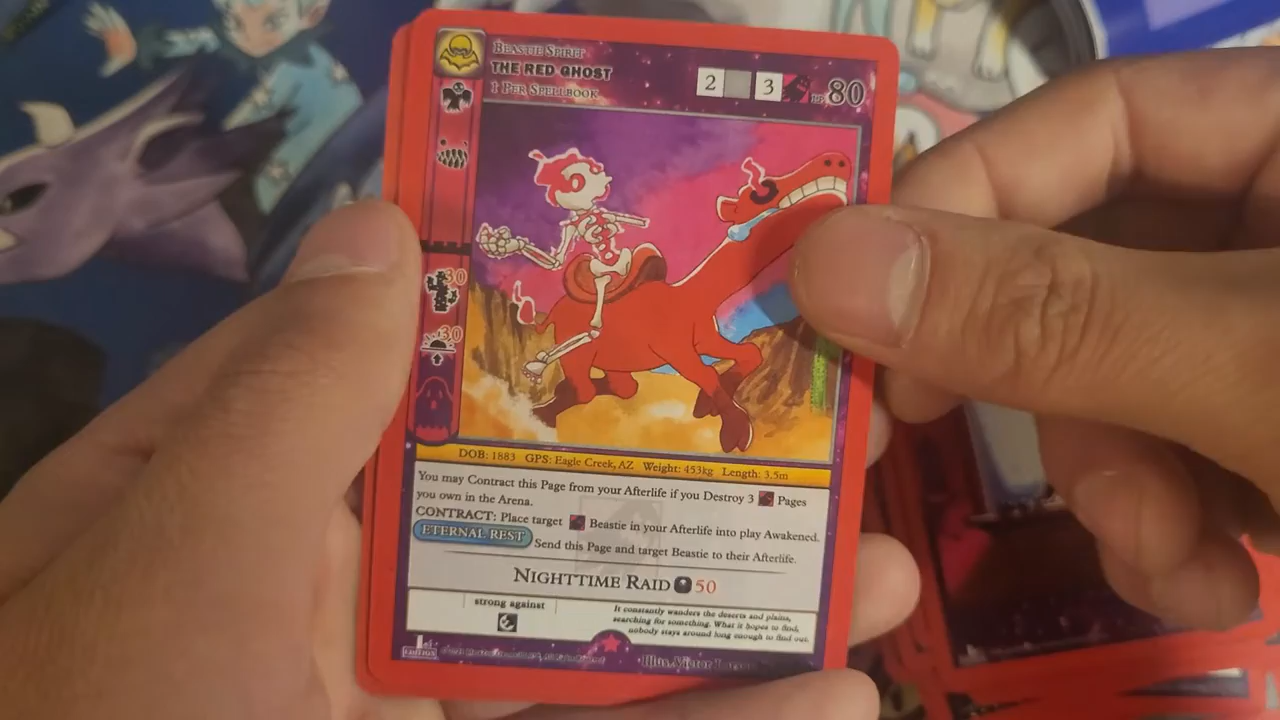 BEASTIE SPIRIT
THE RED GHOST
1 PER SPELLBOOK
2 3 LP 80
30
30
DOB: 1883 GPS: Eagle Creek, AZ Weight: 453kg Length: 3.5m
You may Contract this Page from your Afterlife if you Destroy 3 Pages
you own in the Arena.
CONTRACT: Place target Beastie in your Afterlife into play Awakened.
ETERNAL REST Send this Page and target Beastie to their Afterlife.
NIGHTTIME RAID 50
strong against
It constantly wanders the deserts and plains,
searching for something. What it hopes to find,
nobody stays around long enough to find out.
1st
EDITION
Illus. Victor